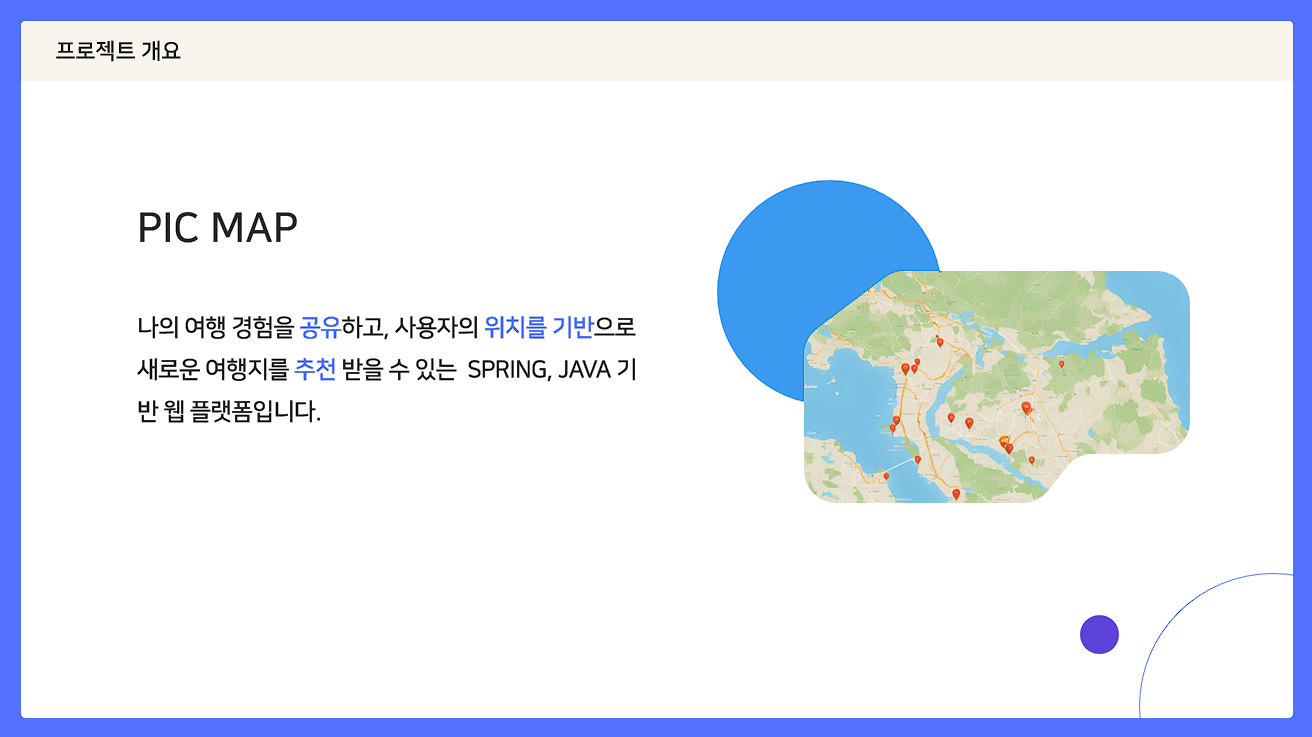 프로젝트 개요
PIC MAP
나의 여행 경험을 공유하고, 사용자의 위치를 기반으로
새로운 여행지를 추천 받을 수 있는  SPRING, JAVA 기
반 웹 플랫폼입니다.